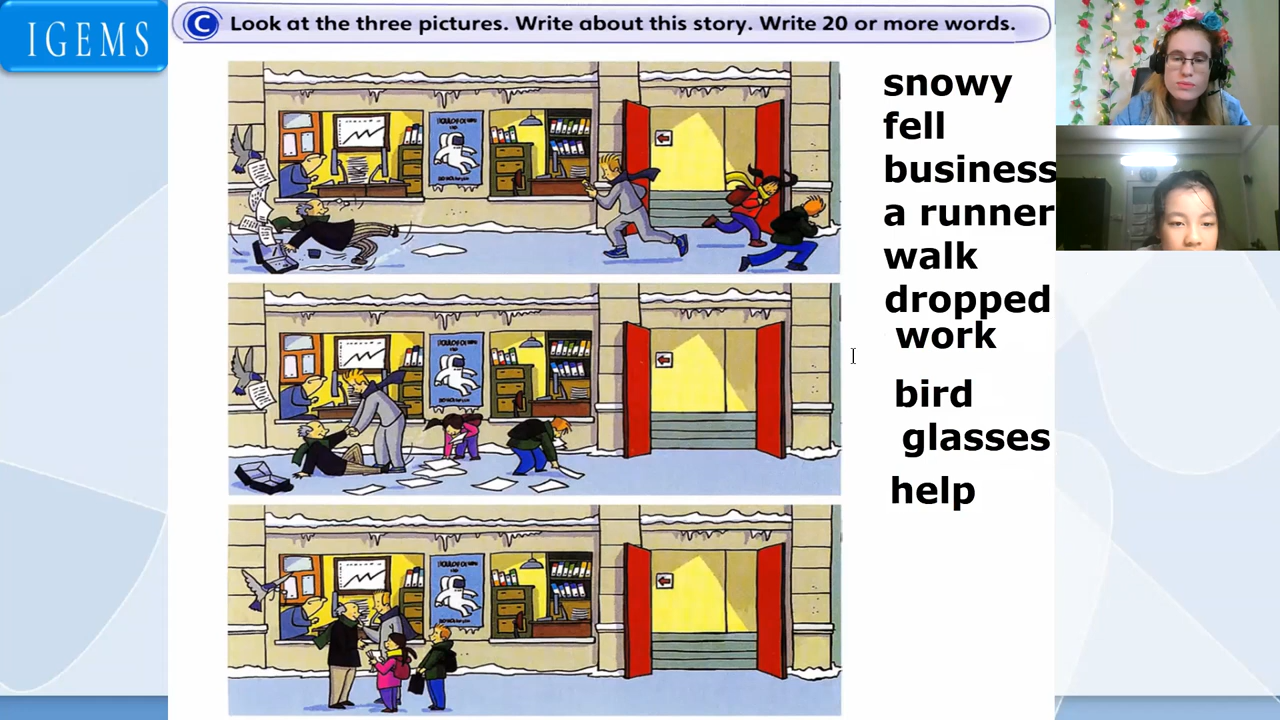 IGEMS
C Look at the three pictures. Write about this story. Write 20 or more words.
snowy
fell
business
a runner
walk
dropped
work
bird
glasses
help